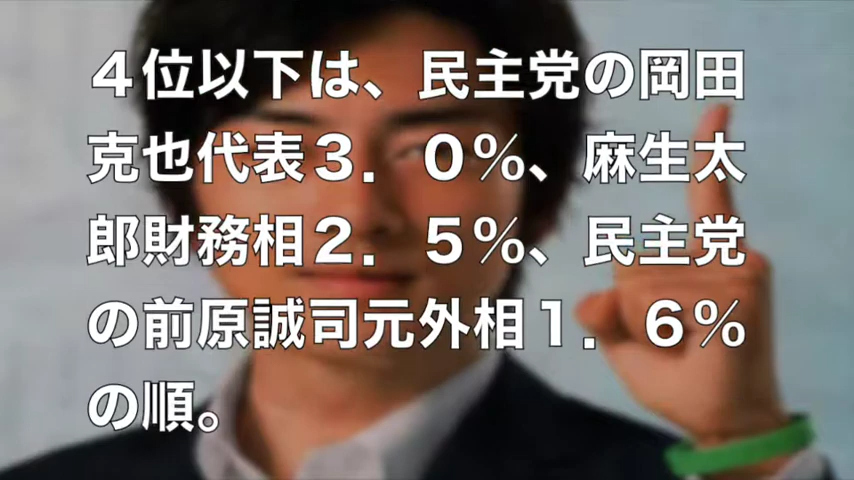 ４位以下は、民主党の岡田
克也代表３．０％、麻生太
郎財務相２．５％、民主党
の前原誠司元外相１．６％
の順。